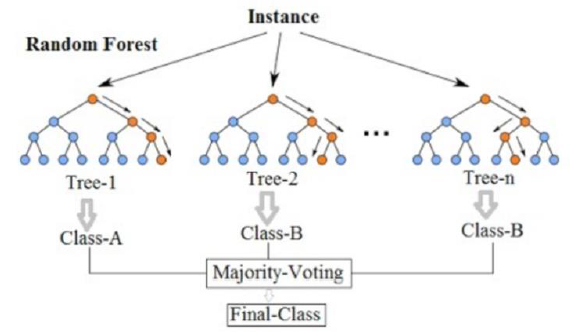 Instance
Random Forest
...
Tree-1
Tree-2
Tree-n
Class-A
Class-B
Class-B
Majority-Voting
Final-Class